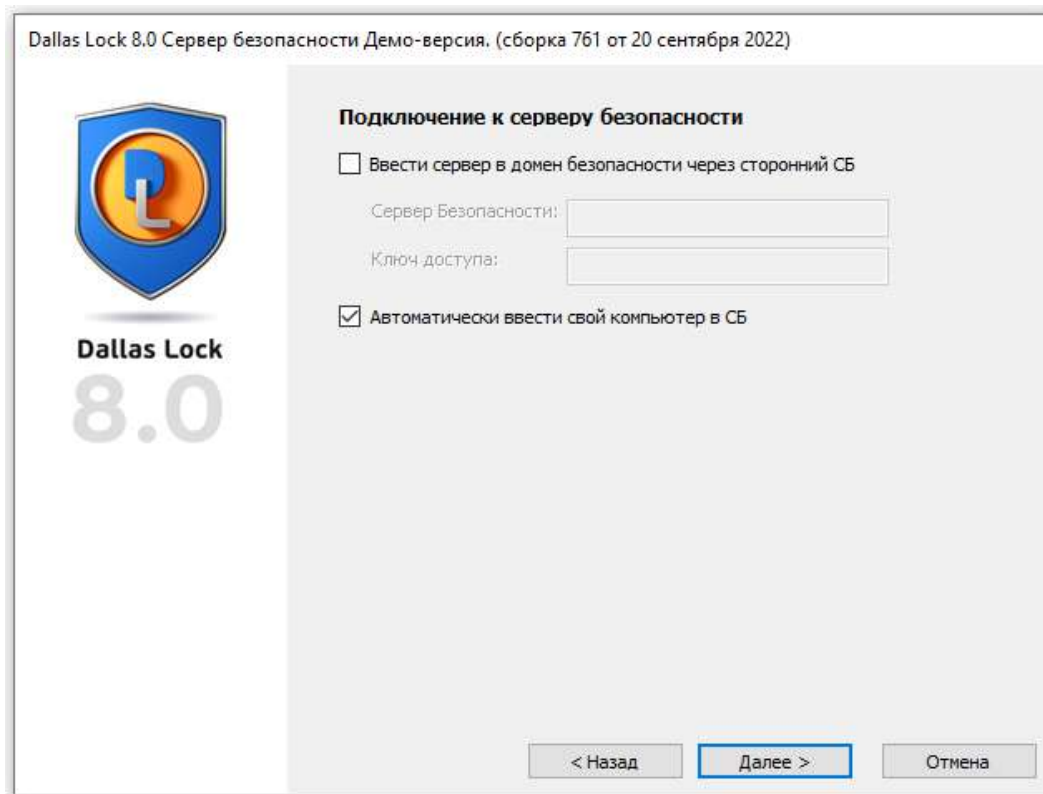 Dallas Lock 8.0 Сервер безопасности Демо-версия. (сборка 761 от 20 сентября 2022)
DL
Dallas Lock
8.0
Подключение к серверу безопасности
Ввести сервер в домен безопасности через сторонний СБ
Сервер Безопасности:
Ключ доступа:
Автоматически ввести свой компьютер в СБ
< Назад
Далее >
Отмена